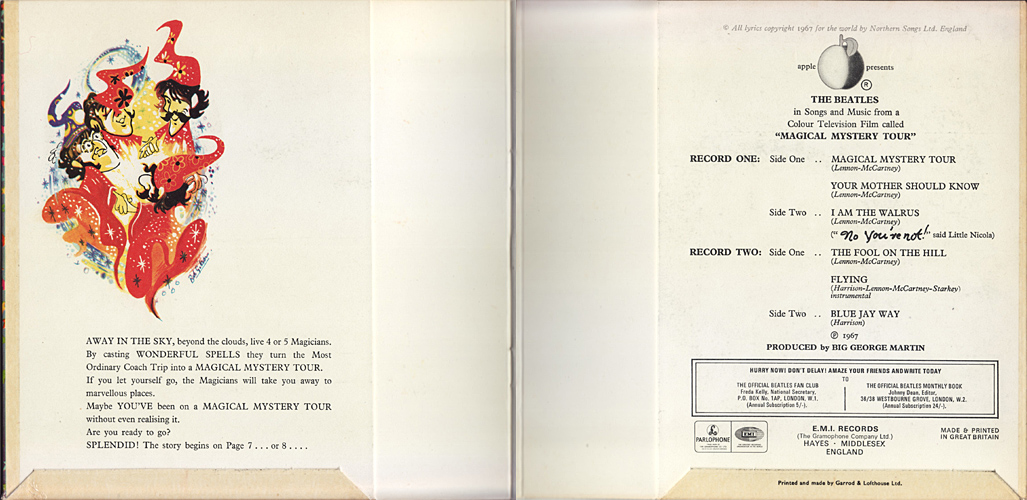 AWAY IN THE SKY, beyond the clouds, live 4 or 5 Magicians.
By casting WONDERFUL SPELLS they turn the Most
Ordinary Coach Trip into a MAGICAL MYSTERY TOUR.
If you let yourself go, the Magicians will take you away to
marvellous places.
Maybe YOU'VE been on a MAGICAL MYSTERY TOUR
without even realising it.
Are you ready to go?
SPLENDID! The story begins on Page 7 . . . or 8 . . . .
© All lyrics copyright 1967 for the world by Northern Songs Ltd. England
apple presents
®
THE BEATLES
in Songs and Music from a
Colour Television Film called
"MAGICAL MYSTERY TOUR"
RECORD ONE: Side One .. MAGICAL MYSTERY TOUR
(Lennon-McCartney)
YOUR MOTHER SHOULD KNOW
(Lennon-McCartney)
Side Two .. I AM THE WALRUS
(Lennon-McCartney)
("No You're not!" said Little Nicola)
RECORD TWO: Side One .. THE FOOL ON THE HILL
(Lennon-McCartney)
FLYING
(Harrison-Lennon-McCartney-Starkey)
instrumental
Side Two .. BLUE JAY WAY
(Harrison)
℗ 1967
PRODUCED by BIG GEORGE MARTIN
HURRY NOW! DON'T DELAY! AMAZE YOUR FRIENDS AND WRITE TODAY
TO
THE OFFICIAL BEATLES FAN CLUB
Freda Kelly, National Secretary,
P.O. BOX No. 1AP, LONDON, W.1.
(Annual Subscription 5/-).
THE OFFICIAL BEATLES MONTHLY BOOK
Johnny Dean, Editor,
36/38 WESTBOURNE GROVE, LONDON, W.2.
(Annual Subscription 24/-).
PARLOPHONE
EMI
E.M.I. RECORDS
(The Gramophone Company Ltd.)
HAYES · MIDDLESEX
ENGLAND
MADE & PRINTED
IN GREAT BRITAIN
Printed and made by Garrod & Lofthouse Ltd.